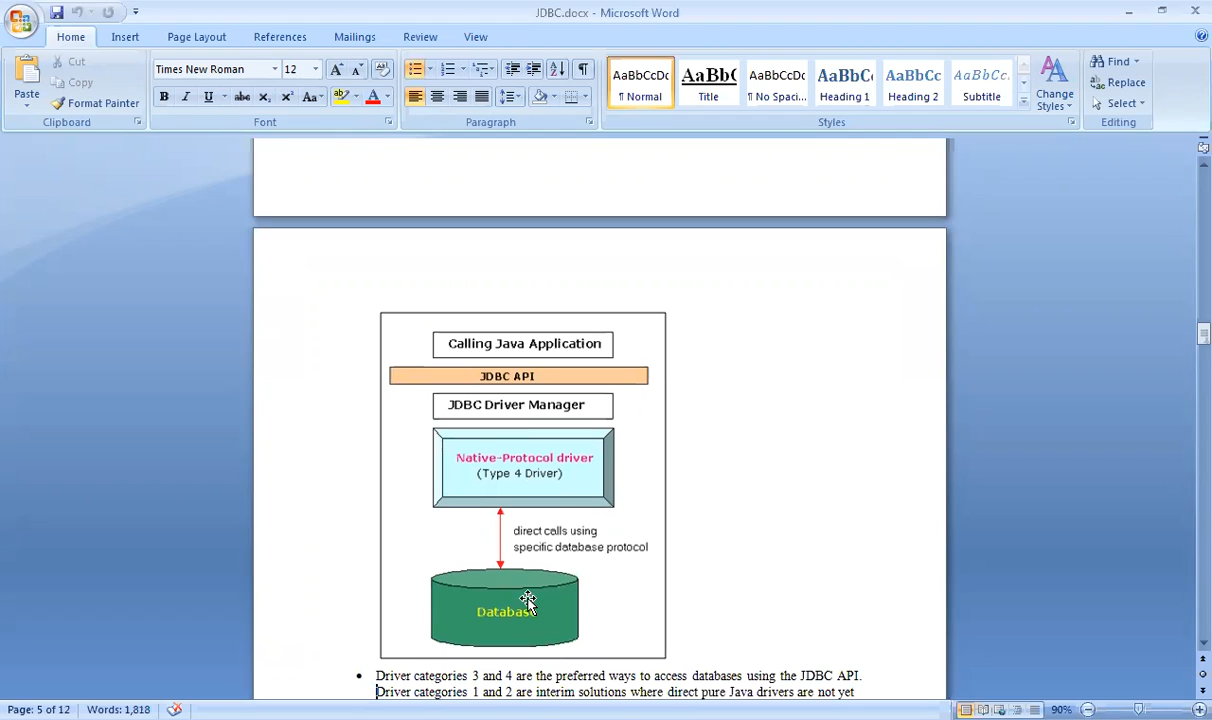 JDBC.docx - Microsoft Word
Home Insert Page Layout References Mailings Review View
Paste
Cut
Copy
Format Painter
Clipboard
Times New Roman 12
B I U abc x₂ x² Aa
Font
Paragraph
AaBbCcDc AaBb( AaBbCcDc AaBbC AaBbCc AaBbCc.
¶ Normal Title ¶ No Spaci... Heading 1 Heading 2 Subtitle
Change
Styles
Styles
Find
Replace
Select
Editing
Calling Java Application
JDBC API
JDBC Driver Manager
Native-Protocol driver
(Type 4 Driver)
direct calls using
specific database protocol
Database
• Driver categories 3 and 4 are the preferred ways to access databases using the JDBC API.
Driver categories 1 and 2 are interim solutions where direct pure Java drivers are not yet
Page: 5 of 12 Words: 1,818 90%